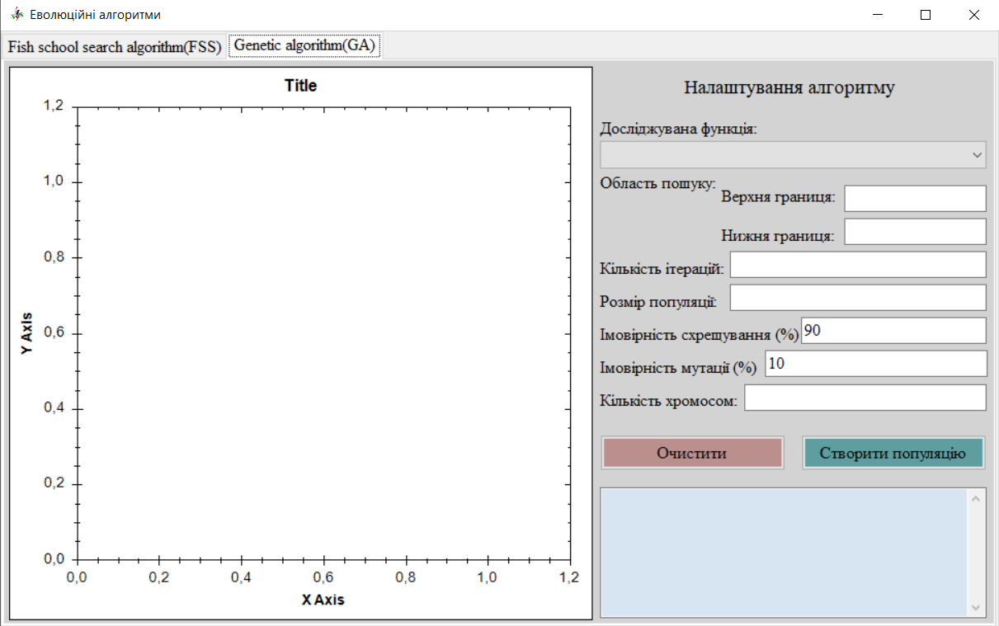 Еволюційні алгоритми
Fish school search algorithm(FSS)
Genetic algorithm(GA)
Title
1,2
1,0
0,8
0,6
0,4
0,2
0,0
Y Axis
0,0 0,2 0,4 0,6 0,8 1,0 1,2
X Axis
Налаштування алгоритму
Досліджувана функція:
Область пошуку:
Верхня границя:
Нижня границя:
Кількість ітерацій:
Розмір популяції:
Імовірність схрещування (%) 90
Імовірність мутації (%) 10
Кількість хромосом:
Очистити
Створити популяцію